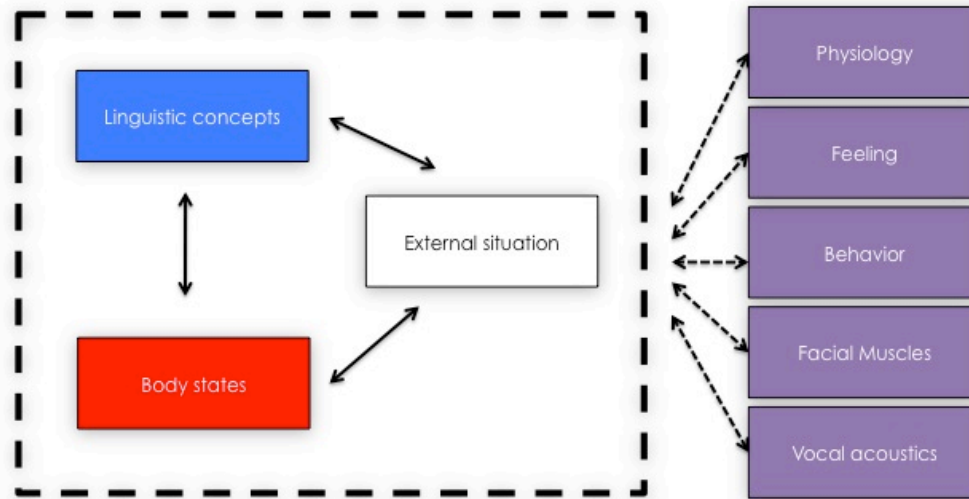 Linguistic concepts
External situation
Body states
Physiology
Feeling
Behavior
Facial Muscles
Vocal acoustics